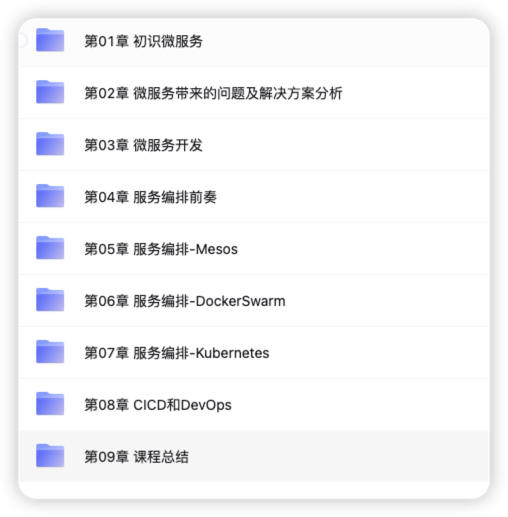 第01章 初识微服务
第02章 微服务带来的问题及解决方案分析
第03章 微服务开发
第04章 服务编排前奏
第05章 服务编排-Mesos
第06章 服务编排-DockerSwarm
第07章 服务编排-Kubernetes
第08章 CICD和DevOps
第09章 课程总结